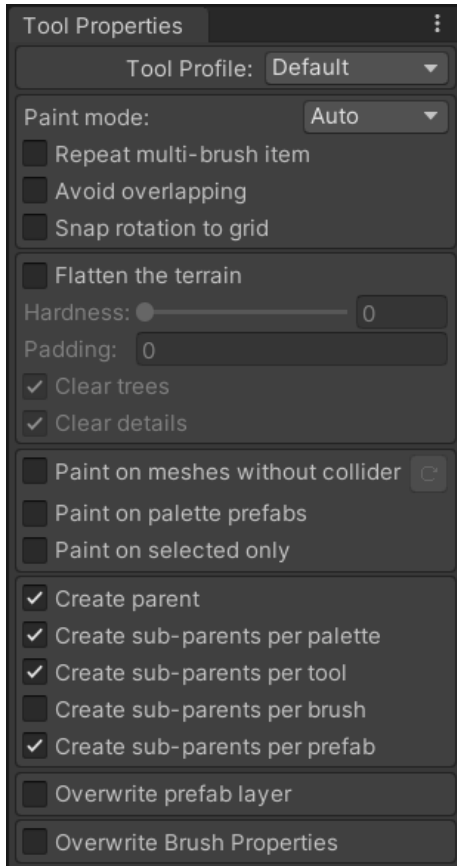 Tool Properties
Tool Profile: Default
Paint mode: Auto
Repeat multi-brush item
Avoid overlapping
Snap rotation to grid
Flatten the terrain
Hardness: 0
Padding: 0
Clear trees
Clear details
Paint on meshes without collider
Paint on palette prefabs
Paint on selected only
Create parent
Create sub-parents per palette
Create sub-parents per tool
Create sub-parents per brush
Create sub-parents per prefab
Overwrite prefab layer
Overwrite Brush Properties